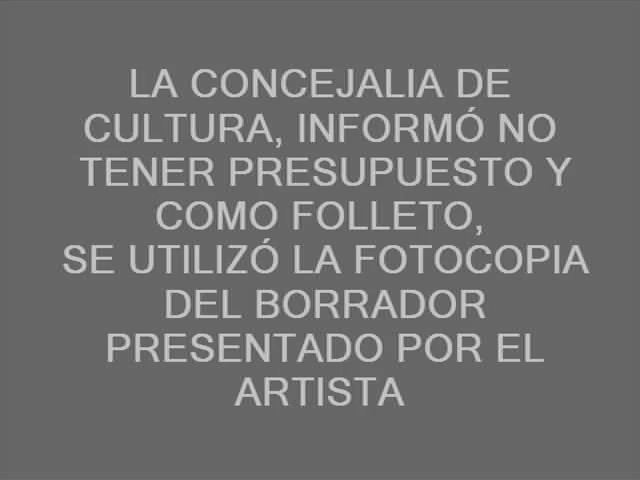 LA CONCEJALIA DE
CULTURA, INFORMÓ NO
TENER PRESUPUESTO Y
COMO FOLLETO,
SE UTILIZÓ LA FOTOCOPIA
DEL BORRADOR
PRESENTADO POR EL
ARTISTA